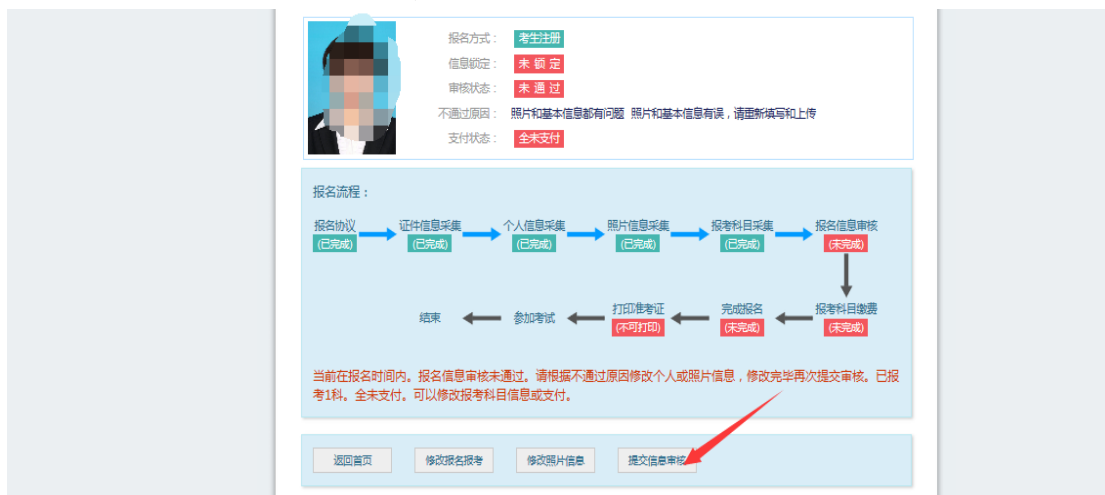 报名方式： 考生注册
信息锁定： 未 锁 定
审核状态： 未 通 过
不通过原因： 照片和基本信息都有问题 照片和基本信息有误，请重新填写和上传
支付状态： 全未支付
报名流程：
报名协议 证件信息采集 个人信息采集 照片信息采集 报考科目采集 报名信息审核
(已完成) (已完成) (已完成) (已完成) (已完成) (未完成)
结束 参加考试 打印准考证 完成报名 报考科目缴费
(不可打印) (未完成) (未完成)
当前在报名时间内。报名信息审核未通过。请根据不通过原因修改个人或照片信息，修改完毕再次提交审核。已报
考1科。全未支付。可以修改报考科目信息或支付。
返回首页 修改报名报考 修改照片信息 提交信息审核